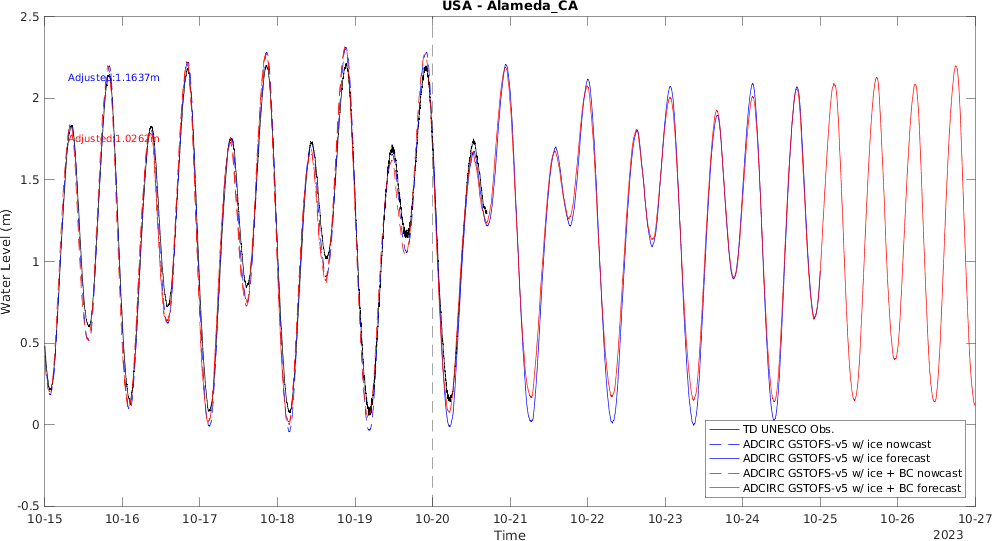 USA - Alameda_CA
2.5
2
1.5
1
0.5
0
-0.5
Water Level (m)
Adjusted:1.1637m
Adjusted:1.0262m
TD UNESCO Obs.
ADCIRC GSTOFS-v5 w/ ice nowcast
ADCIRC GSTOFS-v5 w/ ice forecast
ADCIRC GSTOFS-v5 w/ ice + BC nowcast
ADCIRC GSTOFS-v5 w/ ice + BC forecast
10-15 10-16 10-17 10-18 10-19 10-20 10-21 10-22 10-23 10-24 10-25 10-26 10-27
Time
2023